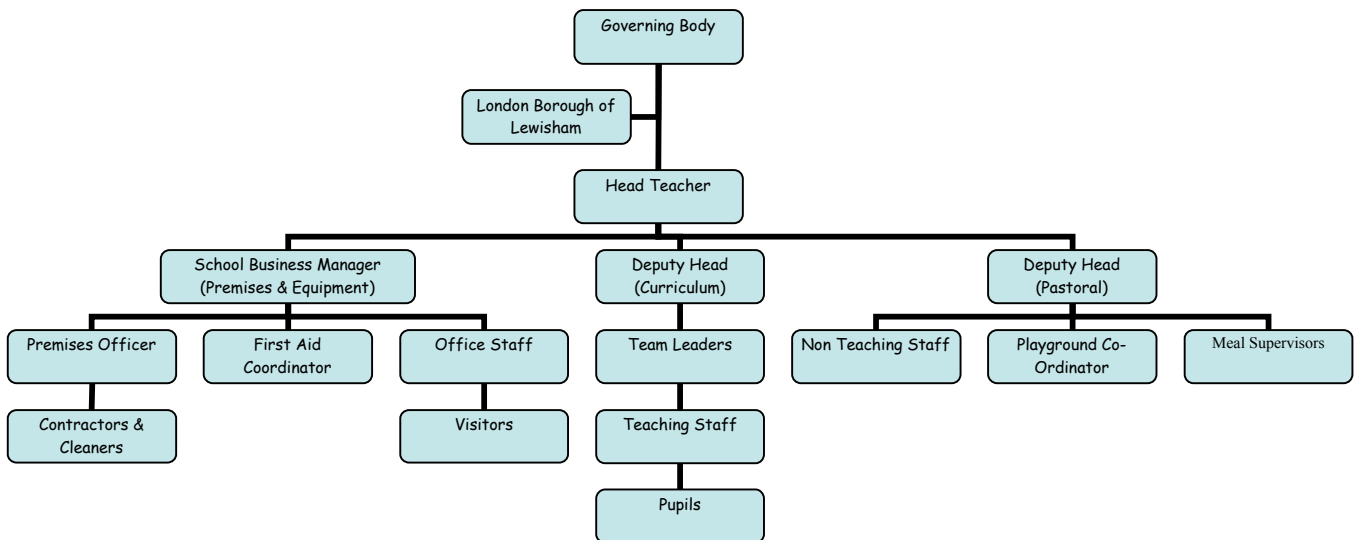 Governing Body
London Borough of
Lewisham
Head Teacher
School Business Manager
(Premises & Equipment)
Deputy Head
(Curriculum)
Deputy Head
(Pastoral)
Premises Officer
First Aid
Coordinator
Office Staff
Team Leaders
Non Teaching Staff
Playground Co-
Ordinator
Meal Supervisors
Contractors &
Cleaners
Visitors
Teaching Staff
Pupils